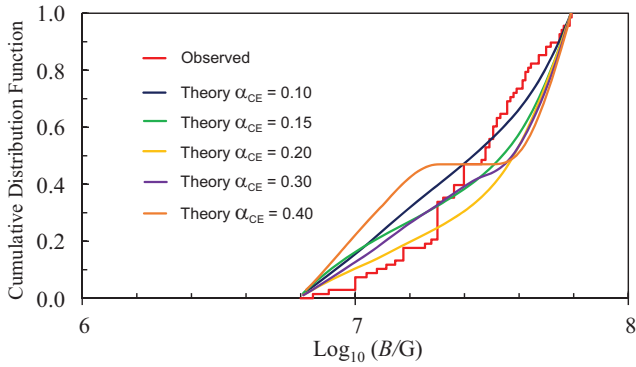 Cumulative Distribution Function
1.0
0.8
0.6
0.4
0.2
0.0
Observed
Theory αCE = 0.10
Theory αCE = 0.15
Theory αCE = 0.20
Theory αCE = 0.30
Theory αCE = 0.40
6
7
8
Log10 (B/G)